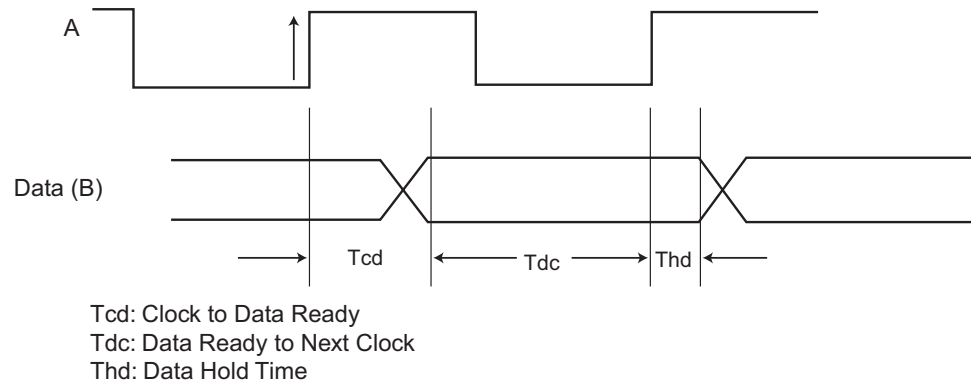 A
Data (B)
Tcd
Tdc
Thd
Tcd: Clock to Data Ready
Tdc: Data Ready to Next Clock
Thd: Data Hold Time